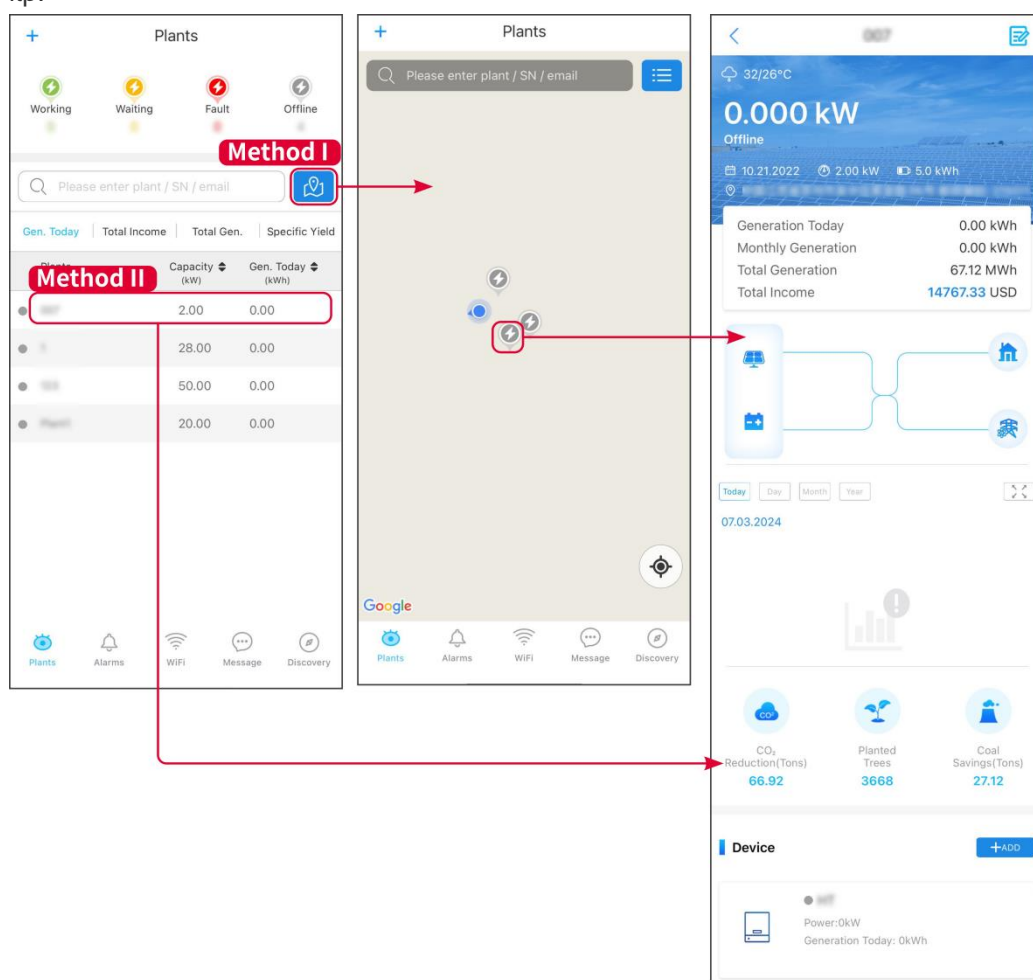 Plants
Working
Waiting
Fault
Offline
Method I
Please enter plant / SN / email
Gen. Today
Total Income
Total Gen.
Specific Yield
Method II
Capacity
Gen. Today
(kW)
(kWh)
2.00 0.00
28.00 0.00
50.00 0.00
20.00 0.00
Plants
Alarms
WiFi
Message
Discovery
Plants
Please enter plant / SN / email
Google
Plants
Alarms
WiFi
Message
Discovery
32/26°C
0.000 kW
Offline
10.21.2022 2.00 kW 5.0 kWh
Generation Today 0.00 kWh
Monthly Generation 0.00 kWh
Total Generation 67.12 MWh
Total Income 14767.33 USD
Today Day Month Year
07.03.2024
CO₂
Reduction(Tons)
66.92
Planted
Trees
3668
Coal
Savings(Tons)
27.12
Device
+ADD
Power:0kW
Generation Today: 0kWh